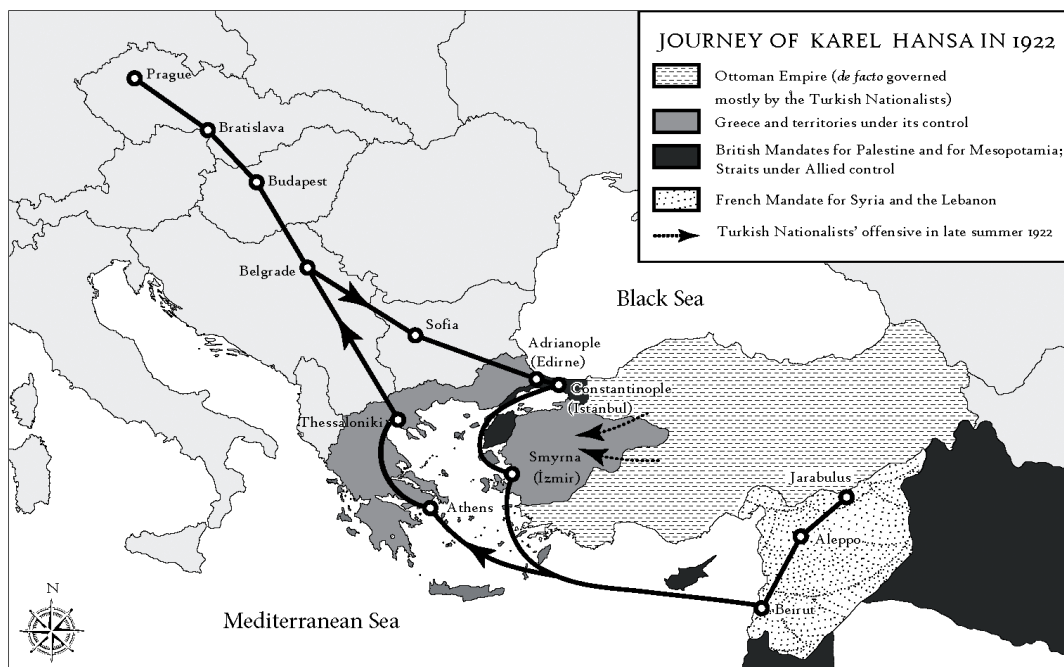 JOURNEY OF KAREL HANSA IN 1922
Ottoman Empire (de facto governed
mostly by the Turkish Nationalists)
Greece and territories under its control
British Mandates for Palestine and for Mesopotamia;
Straits under Allied control
French Mandate for Syria and the Lebanon
Turkish Nationalists' offensive in late summer 1922
Prague
Bratislava
Budapest
Belgrade
Sofia
Black Sea
Adrianople
(Edirne)
Constantinople
(Istanbul)
Thessaloniki
Smyrna
(İzmir)
Athens
Jarabulus
Aleppo
Beirut
N
Mediterranean Sea